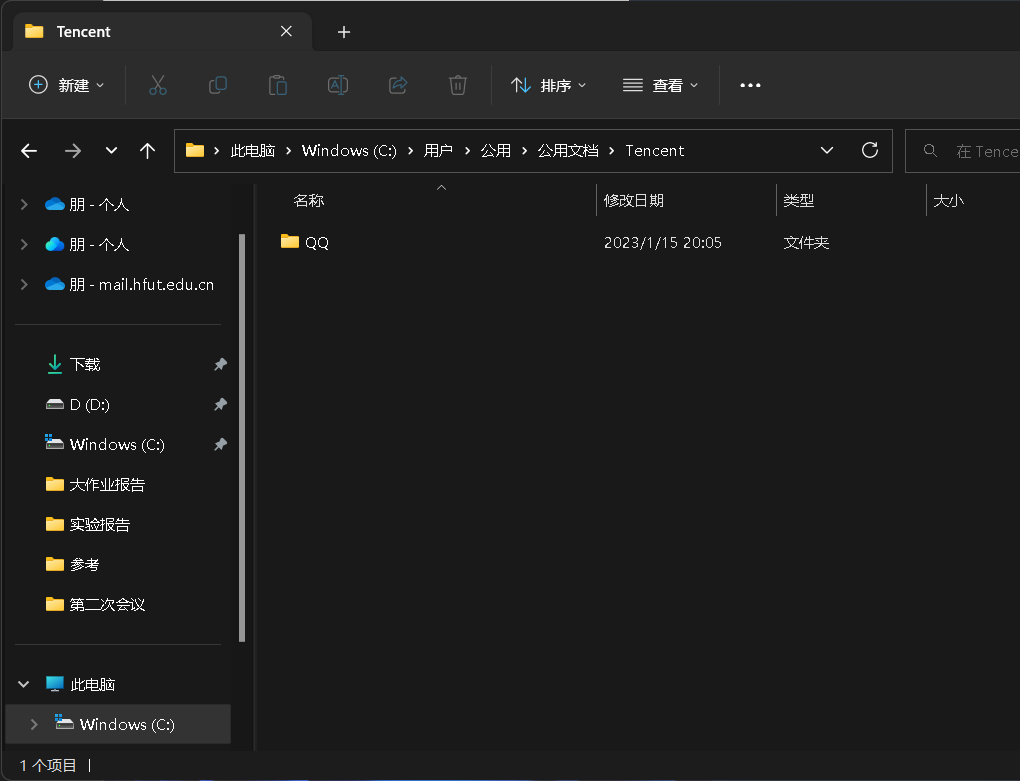 Tencent
新建
排序
查看
此电脑 > Windows (C:) > 用户 > 公用 > 公用文档 > Tencent
在 Tence
名称 修改日期 类型 大小
QQ 2023/1/15 20:05 文件夹
朋 - 个人
朋 - 个人
朋 - mail.hfut.edu.cn
下载
D (D:)
Windows (C:)
大作业报告
实验报告
参考
第二次会议
此电脑
Windows (C:)
1 个项目